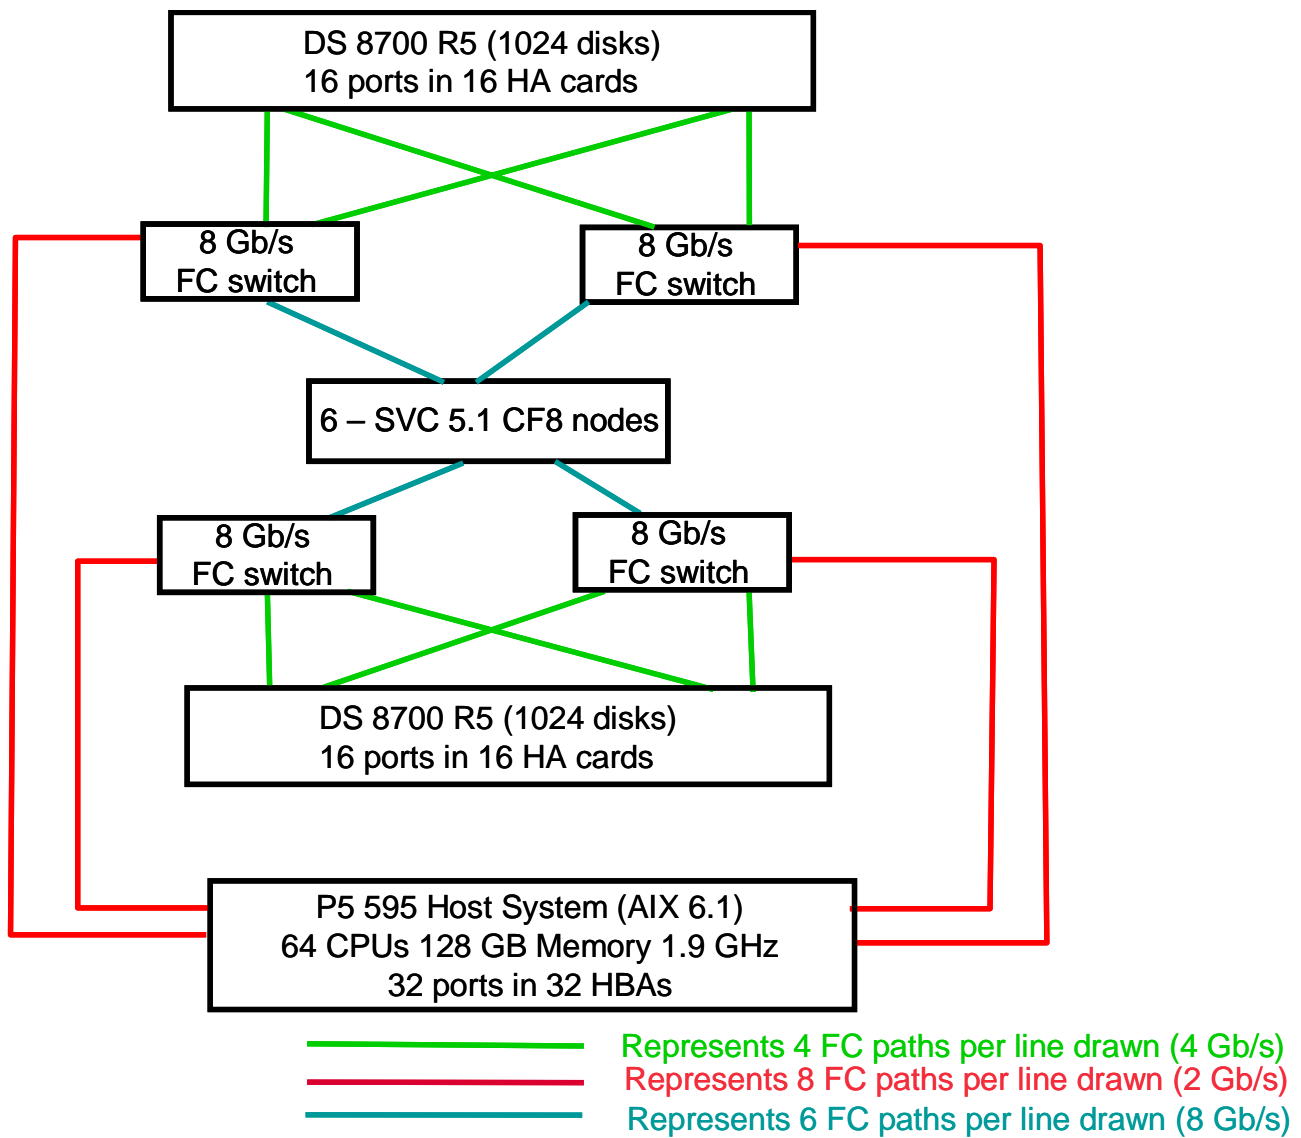 DS 8700 R5 (1024 disks)
16 ports in 16 HA cards
8 Gb/s
FC switch
8 Gb/s
FC switch
6 – SVC 5.1 CF8 nodes
8 Gb/s
FC switch
8 Gb/s
FC switch
DS 8700 R5 (1024 disks)
16 ports in 16 HA cards
P5 595 Host System (AIX 6.1)
64 CPUs 128 GB Memory 1.9 GHz
32 ports in 32 HBAs
Represents 4 FC paths per line drawn (4 Gb/s)
Represents 8 FC paths per line drawn (2 Gb/s)
Represents 6 FC paths per line drawn (8 Gb/s)